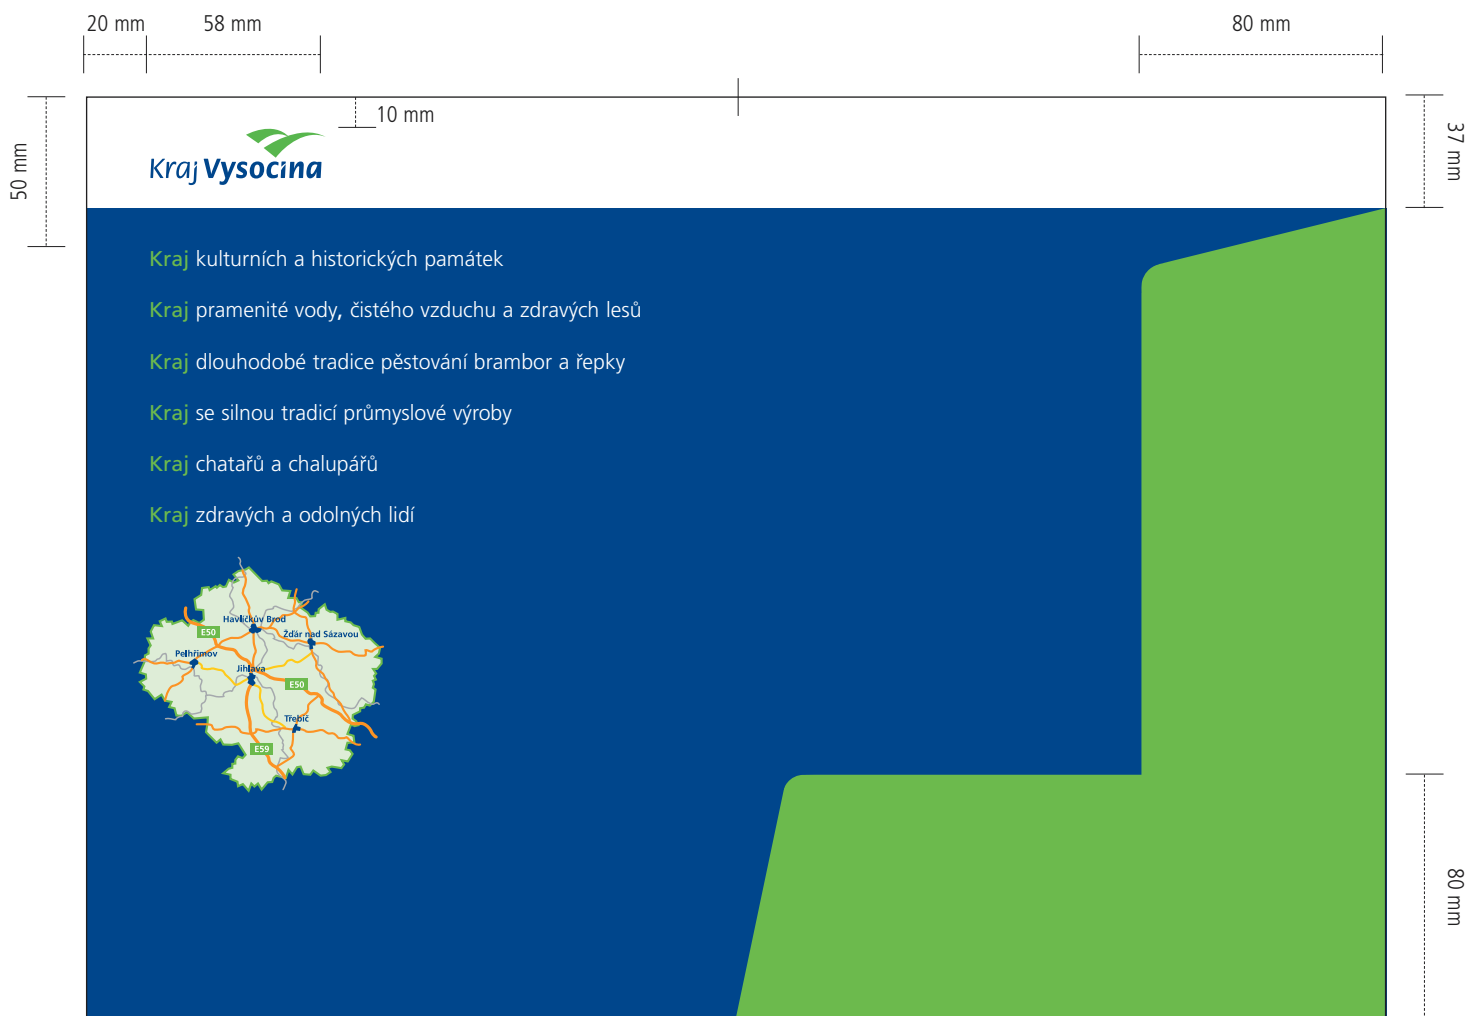 20 mm
58 mm
80 mm
10 mm
50 mm
37 mm
Kraj Vysočina
Kraj kulturních a historických památek
Kraj pramenité vody, čistého vzduchu a zdravých lesů
Kraj dlouhodobé tradice pěstování brambor a řepky
Kraj se silnou tradicí průmyslové výroby
Kraj chatařů a chalupářů
Kraj zdravých a odolných lidí
Havlíčkův Brod
E50
Žďár nad Sázavou
Pelhřimov
Jihlava
E50
Třebíč
E59
80 mm